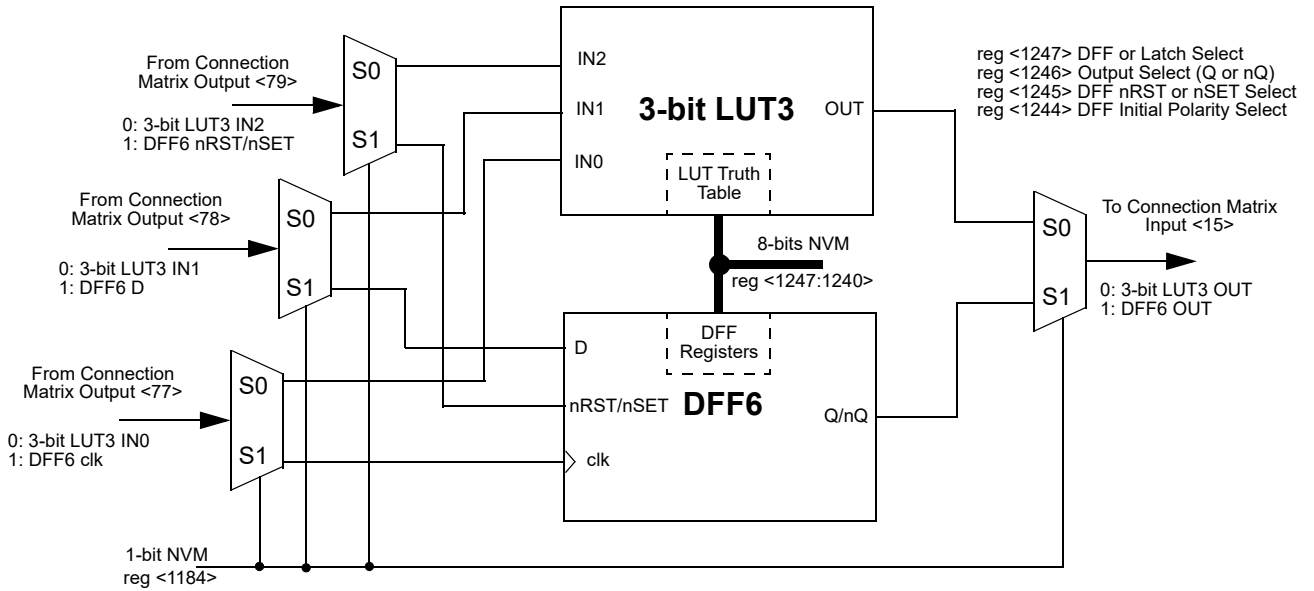 From Connection
Matrix Output <79>
0: 3-bit LUT3 IN2
1: DFF6 nRST/nSET
S0
S1
From Connection
Matrix Output <78>
0: 3-bit LUT3 IN1
1: DFF6 D
S0
S1
From Connection
Matrix Output <77>
0: 3-bit LUT3 IN0
1: DFF6 clk
S0
S1
1-bit NVM
reg <1184>
IN2
IN1
IN0
3-bit LUT3
OUT
LUT Truth
Table
8-bits NVM
reg <1247:1240>
DFF
Registers
D
nRST/nSET
clk
DFF6
Q/nQ
reg <1247> DFF or Latch Select
reg <1246> Output Select (Q or nQ)
reg <1245> DFF nRST or nSET Select
reg <1244> DFF Initial Polarity Select
S0
S1
To Connection Matrix
Input <15>
0: 3-bit LUT3 OUT
1: DFF6 OUT